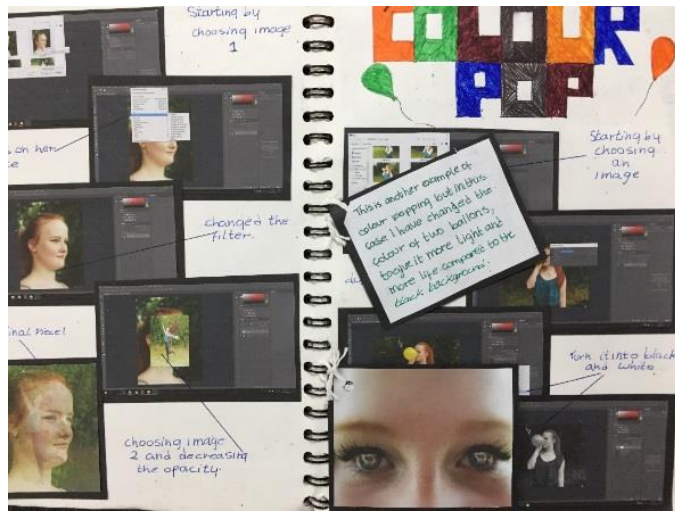 Starting by
choosing image
1
on her
changed the
filter.
choosing image
2 and decreasing
the opacity.
COLOUR
POP
Starting by
choosing
an
image
This is another example of
colour popping but in this
case I have changed the
colour of two ballons,
to give it more light and
more life compared to the
black background.
Turn it into black
and white